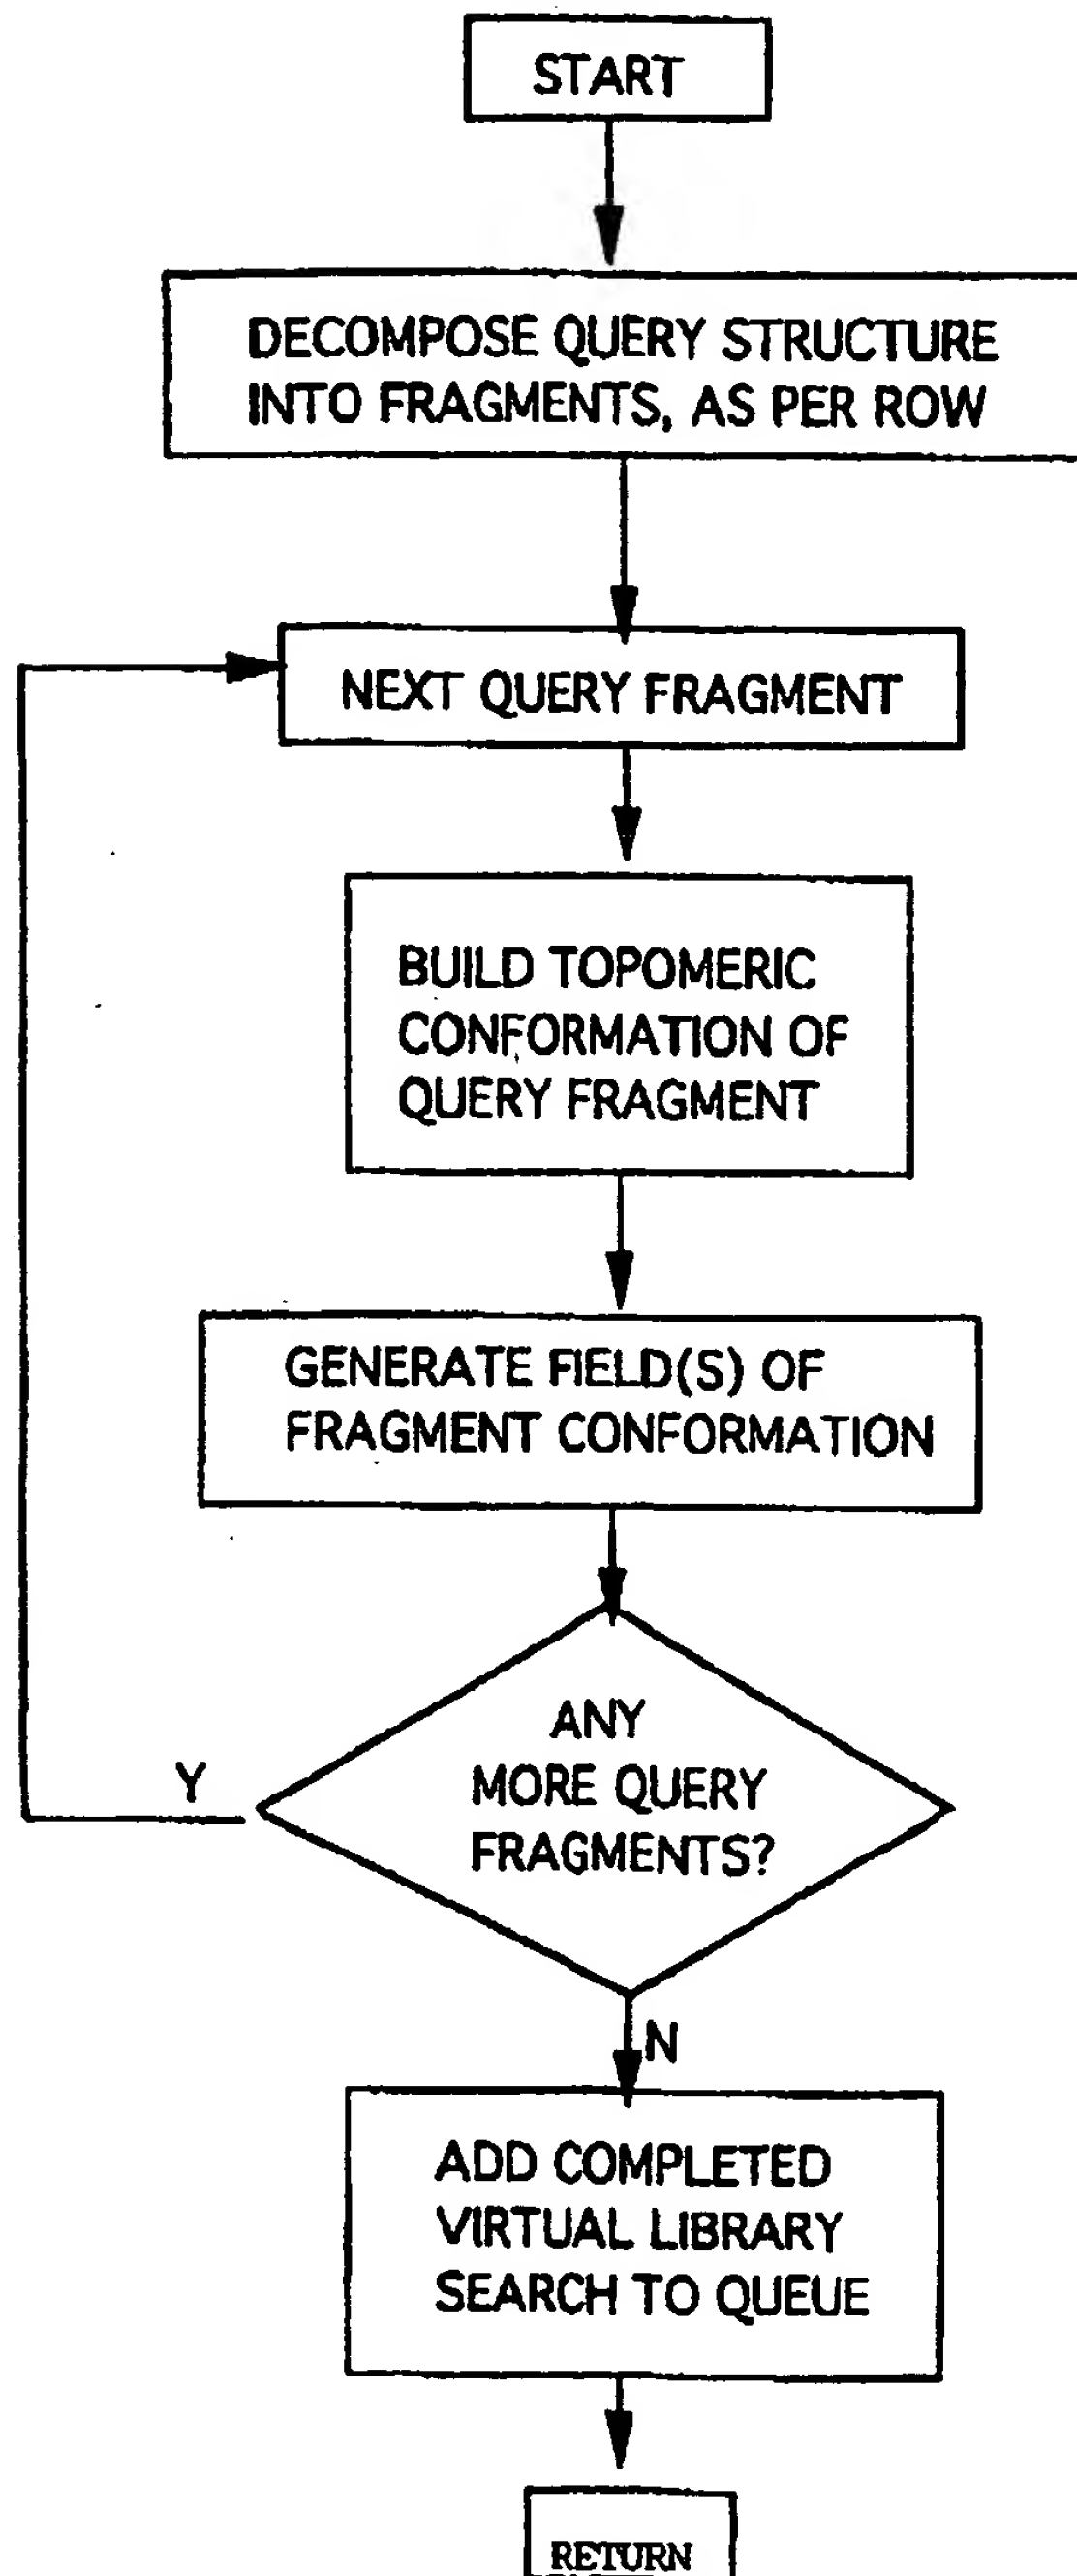 START
DECOMPOSE QUERY STRUCTURE
INTO FRAGMENTS, AS PER ROW
NEXT QUERY FRAGMENT
BUILD TOPOMERIC
CONFORMATION OF
QUERY FRAGMENT
GENERATE FIELD(S) OF
FRAGMENT CONFORMATION
ANY
MORE QUERY
FRAGMENTS?
Y
N
ADD COMPLETED
VIRTUAL LIBRARY
SEARCH TO QUEUE
RETURN